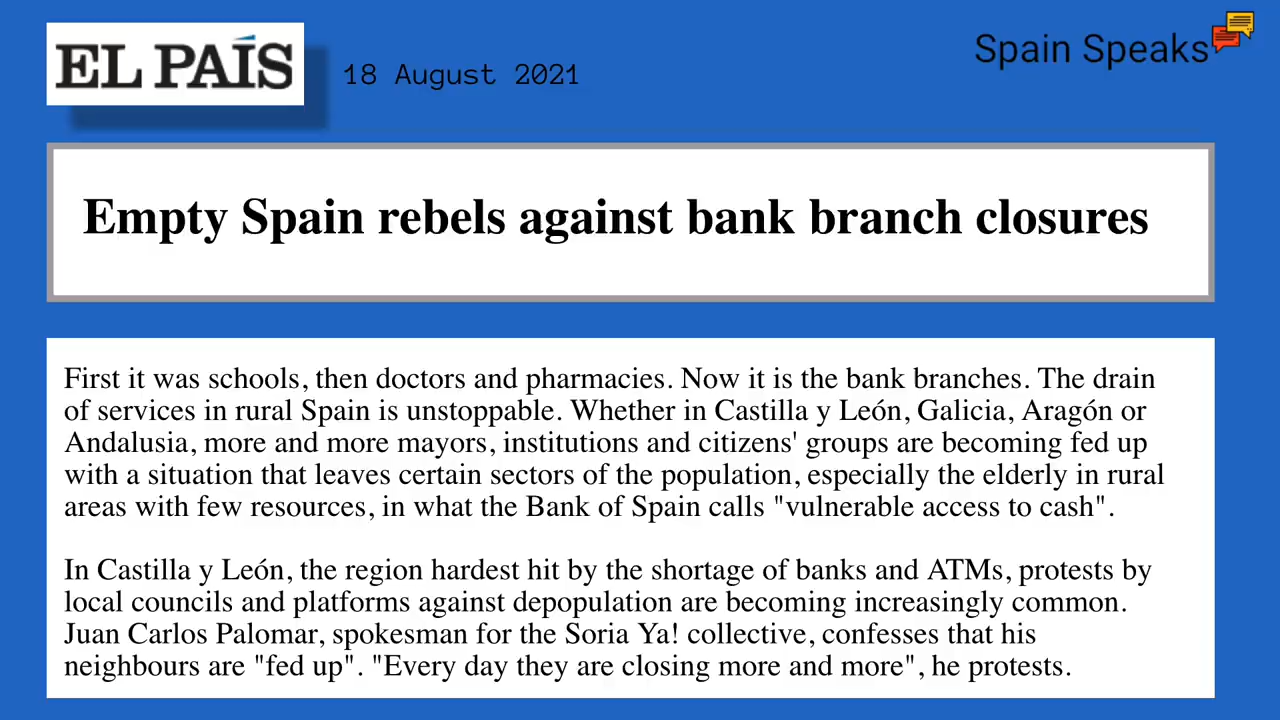 EL PAÍS
18 August 2021
Spain Speaks
Empty Spain rebels against bank branch closures
First it was schools, then doctors and pharmacies. Now it is the bank branches. The drain
of services in rural Spain is unstoppable. Whether in Castilla y León, Galicia, Aragón or
Andalusia, more and more mayors, institutions and citizens' groups are becoming fed up
with a situation that leaves certain sectors of the population, especially the elderly in rural
areas with few resources, in what the Bank of Spain calls "vulnerable access to cash".
In Castilla y León, the region hardest hit by the shortage of banks and ATMs, protests by
local councils and platforms against depopulation are becoming increasingly common.
Juan Carlos Palomar, spokesman for the Soria Ya! collective, confesses that his
neighbours are "fed up". "Every day they are closing more and more", he protests.